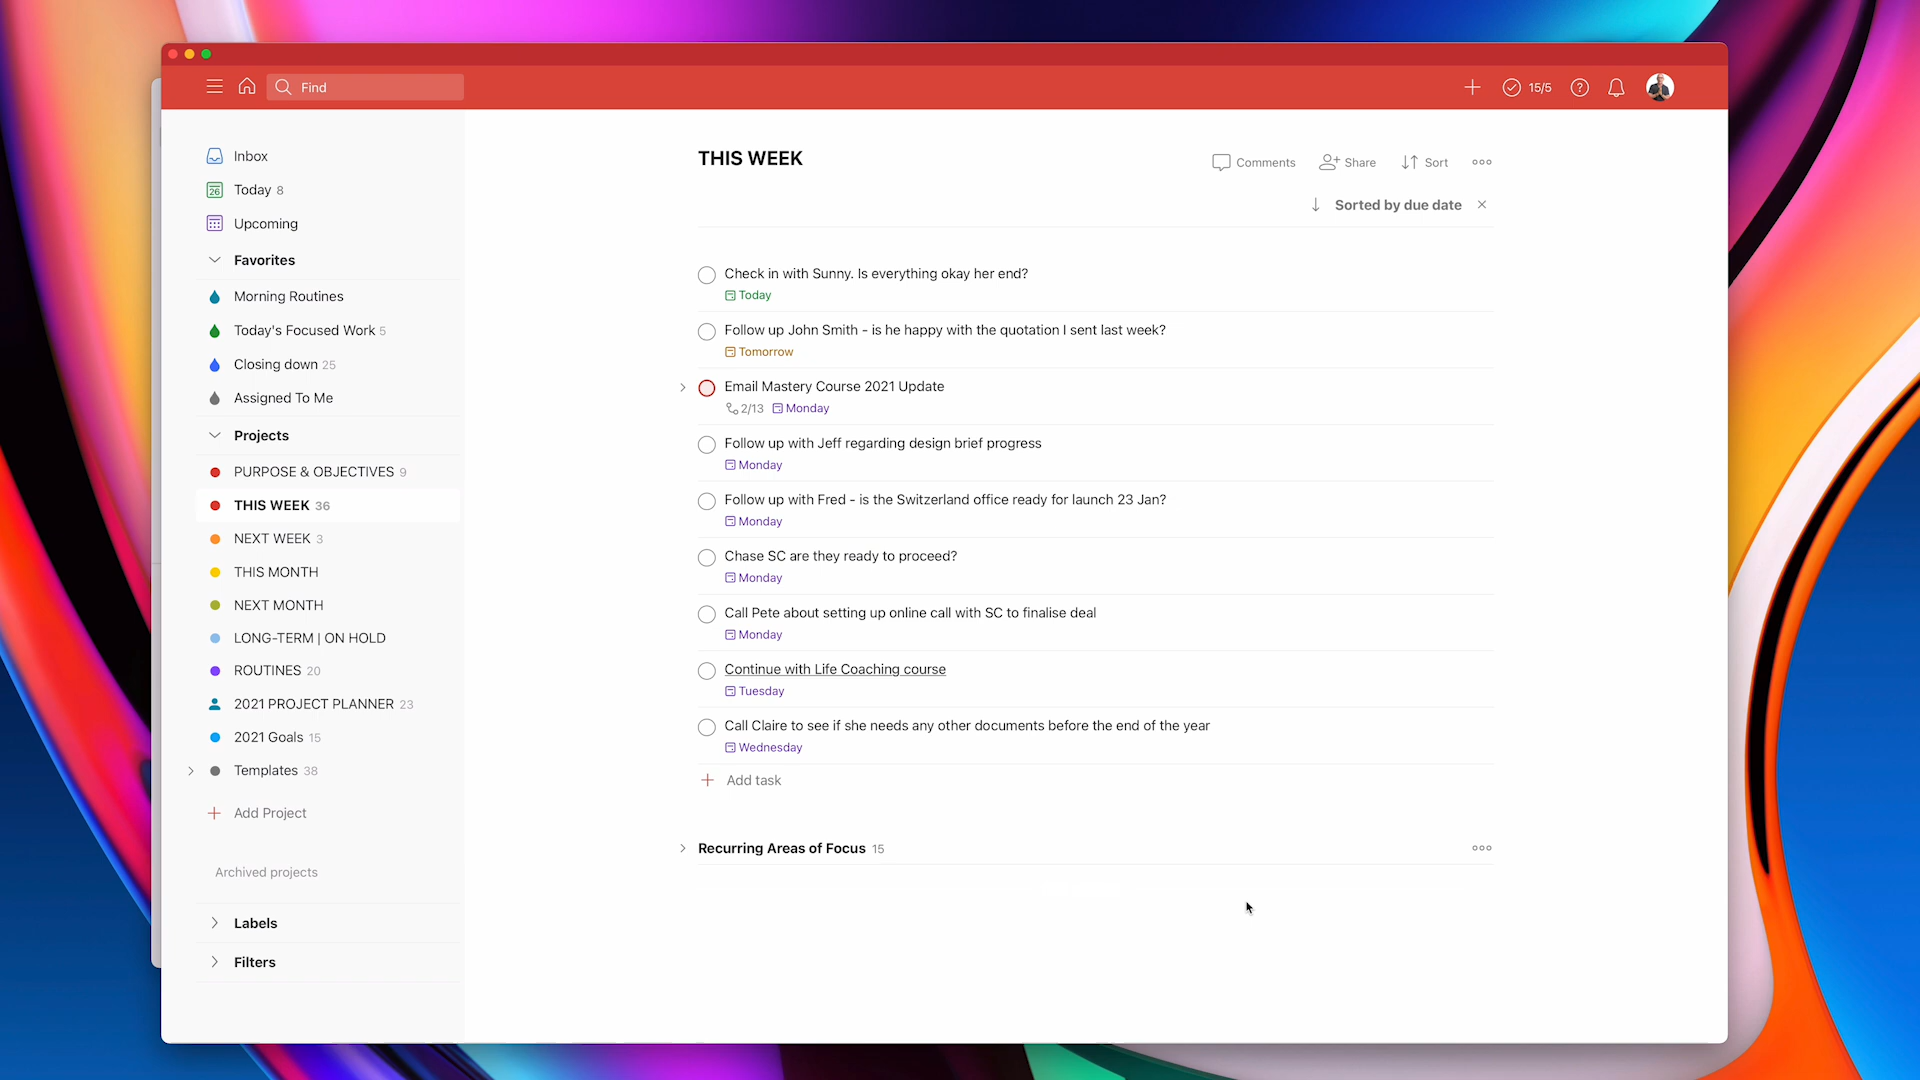 Find
15/5
Inbox
26
Today 8
Upcoming
Favorites
Morning Routines
Today's Focused Work 5
Closing down 25
Assigned To Me
Projects
PURPOSE & OBJECTIVES 9
THIS WEEK 36
NEXT WEEK 3
THIS MONTH
NEXT MONTH
LONG-TERM | ON HOLD
ROUTINES 20
2021 PROJECT PLANNER 23
2021 Goals 15
Templates 38
Add Project
Archived projects
Labels
Filters
THIS WEEK
Comments
Share
Sort
Sorted by due date
Check in with Sunny. Is everything okay her end?
Today
Follow up John Smith - is he happy with the quotation I sent last week?
Tomorrow
Email Mastery Course 2021 Update
2/13 Monday
Follow up with Jeff regarding design brief progress
Monday
Follow up with Fred - is the Switzerland office ready for launch 23 Jan?
Monday
Chase SC are they ready to proceed?
Monday
Call Pete about setting up online call with SC to finalise deal
Monday
Continue with Life Coaching course
Tuesday
Call Claire to see if she needs any other documents before the end of the year
Wednesday
Add task
Recurring Areas of Focus 15